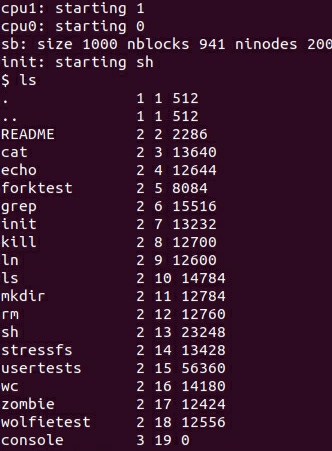 cpu1: starting 1
cpu0: starting 0
sb: size 1000 nblocks 941 ninodes 200
init: starting sh
$ ls
. 1 1 512
.. 1 1 512
README 2 2 2286
cat 2 3 13640
echo 2 4 12644
forktest 2 5 8084
grep 2 6 15516
init 2 7 13232
kill 2 8 12700
ln 2 9 12600
ls 2 10 14784
mkdir 2 11 12784
rm 2 12 12760
sh 2 13 23248
stressfs 2 14 13428
usertests 2 15 56360
wc 2 16 14180
zombie 2 17 12424
wolfietest 2 18 12556
console 3 19 0